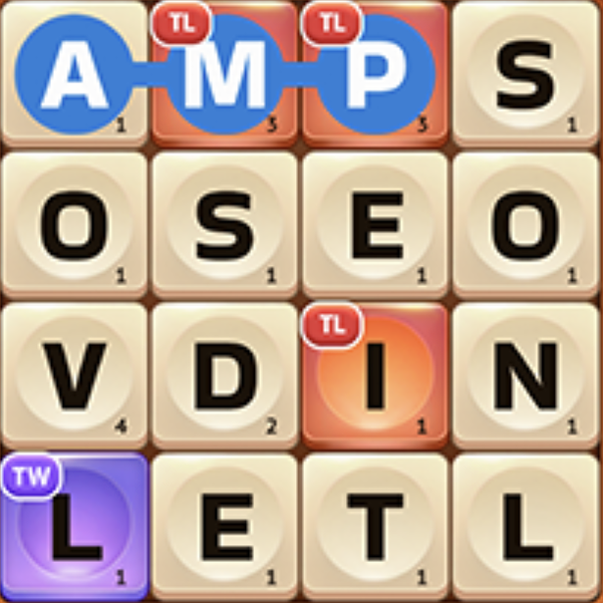 TL TL
A 1 M 3 P 3 S 1
O 1 S 1 E 1 O 1
TL
V 4 D 2 I 1 N 1
TW
L 1 E 1 T 1 L 1